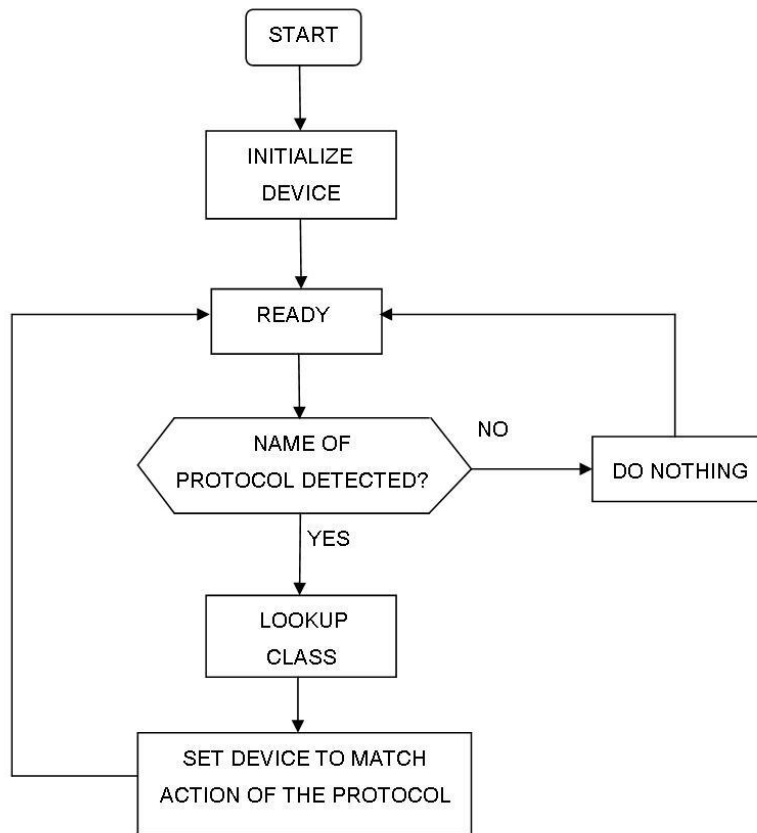 START
INITIALIZE
DEVICE
READY
NAME OF
PROTOCOL DETECTED?
NO
DO NOTHING
YES
LOOKUP
CLASS
SET DEVICE TO MATCH
ACTION OF THE PROTOCOL